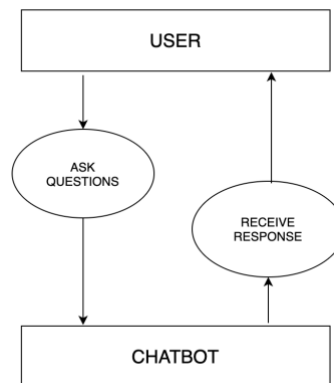 USER
ASK
QUESTIONS
RECEIVE
RESPONSE
CHATBOT